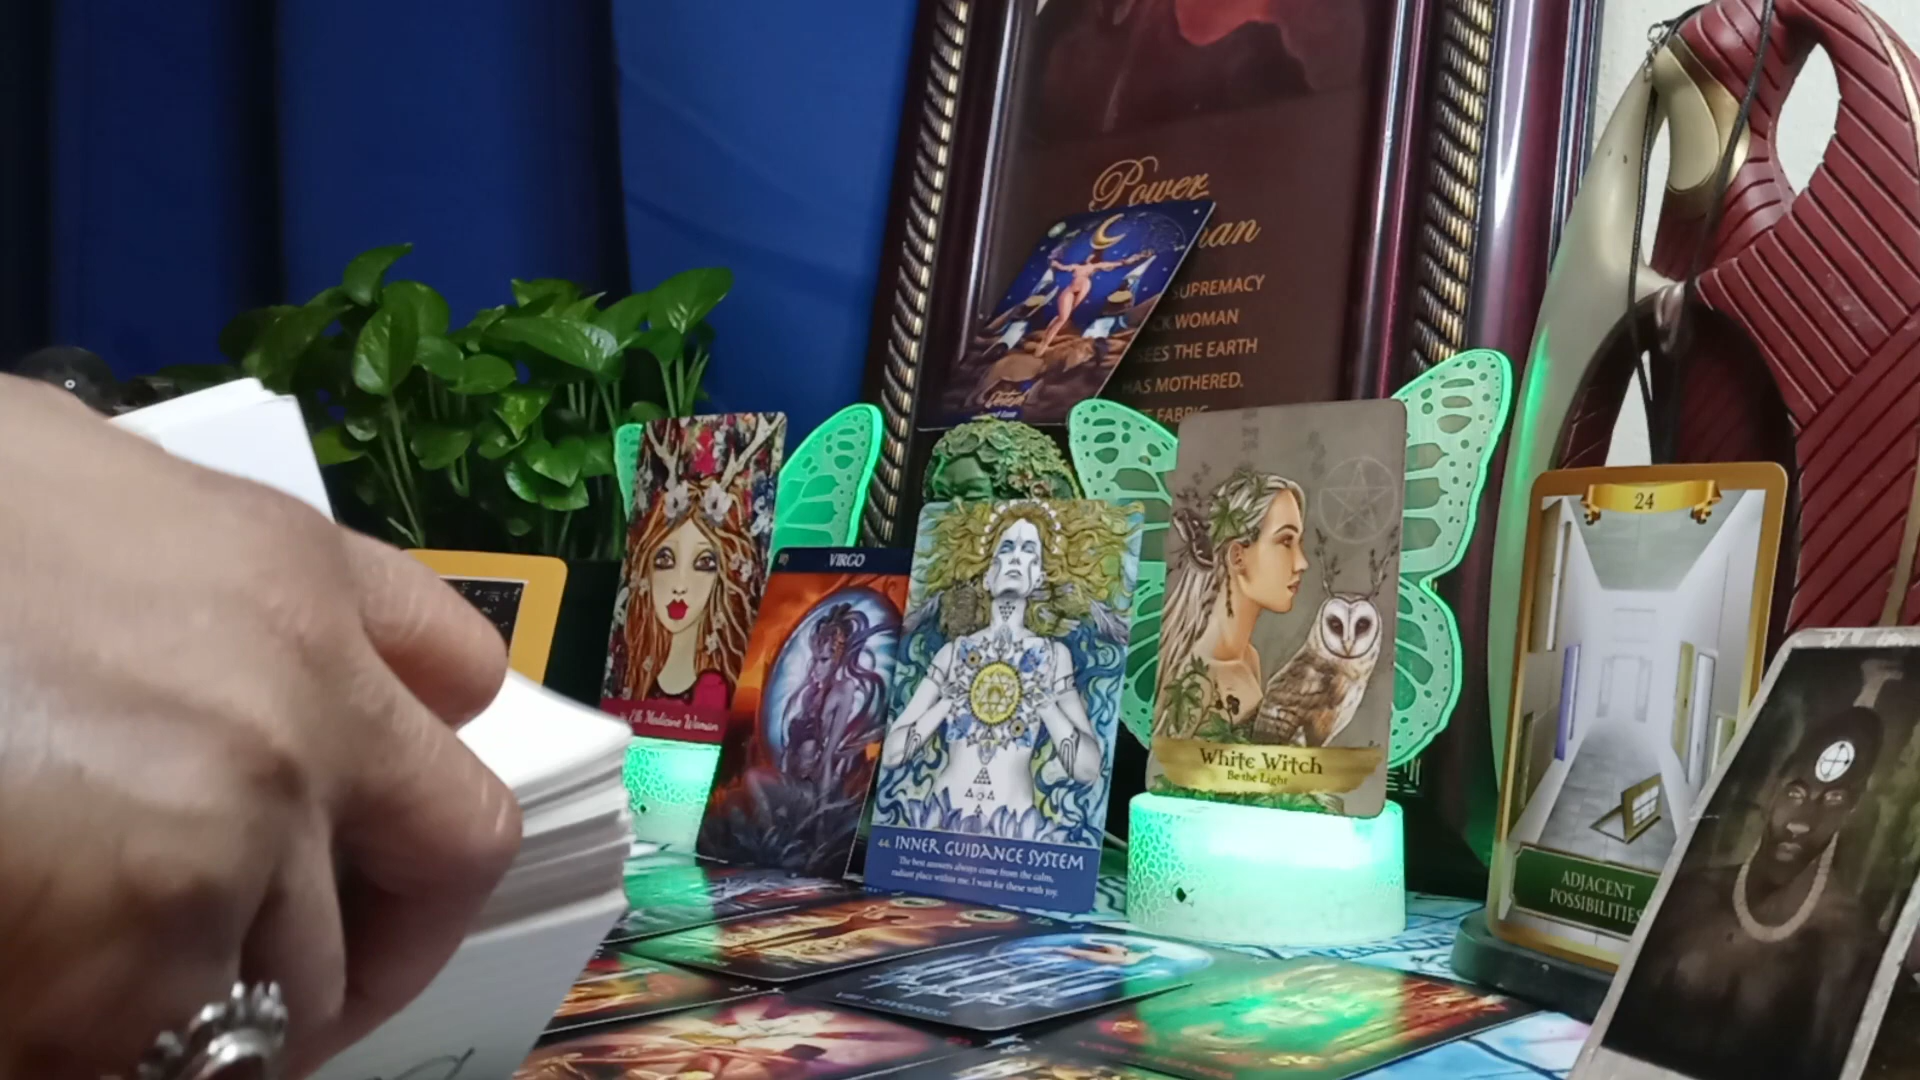 Power
SUPREMACY
WOMAN
SEES THE EARTH
HAS MOTHERED.
24
VIRGO
Elk Medicine Woman
White Witch
Be the Light
44. INNER GUIDANCE SYSTEM
The best answers always come from the calm,
radiant place within me. I wait for these with joy.
ADJACENT
POSSIBILITIES